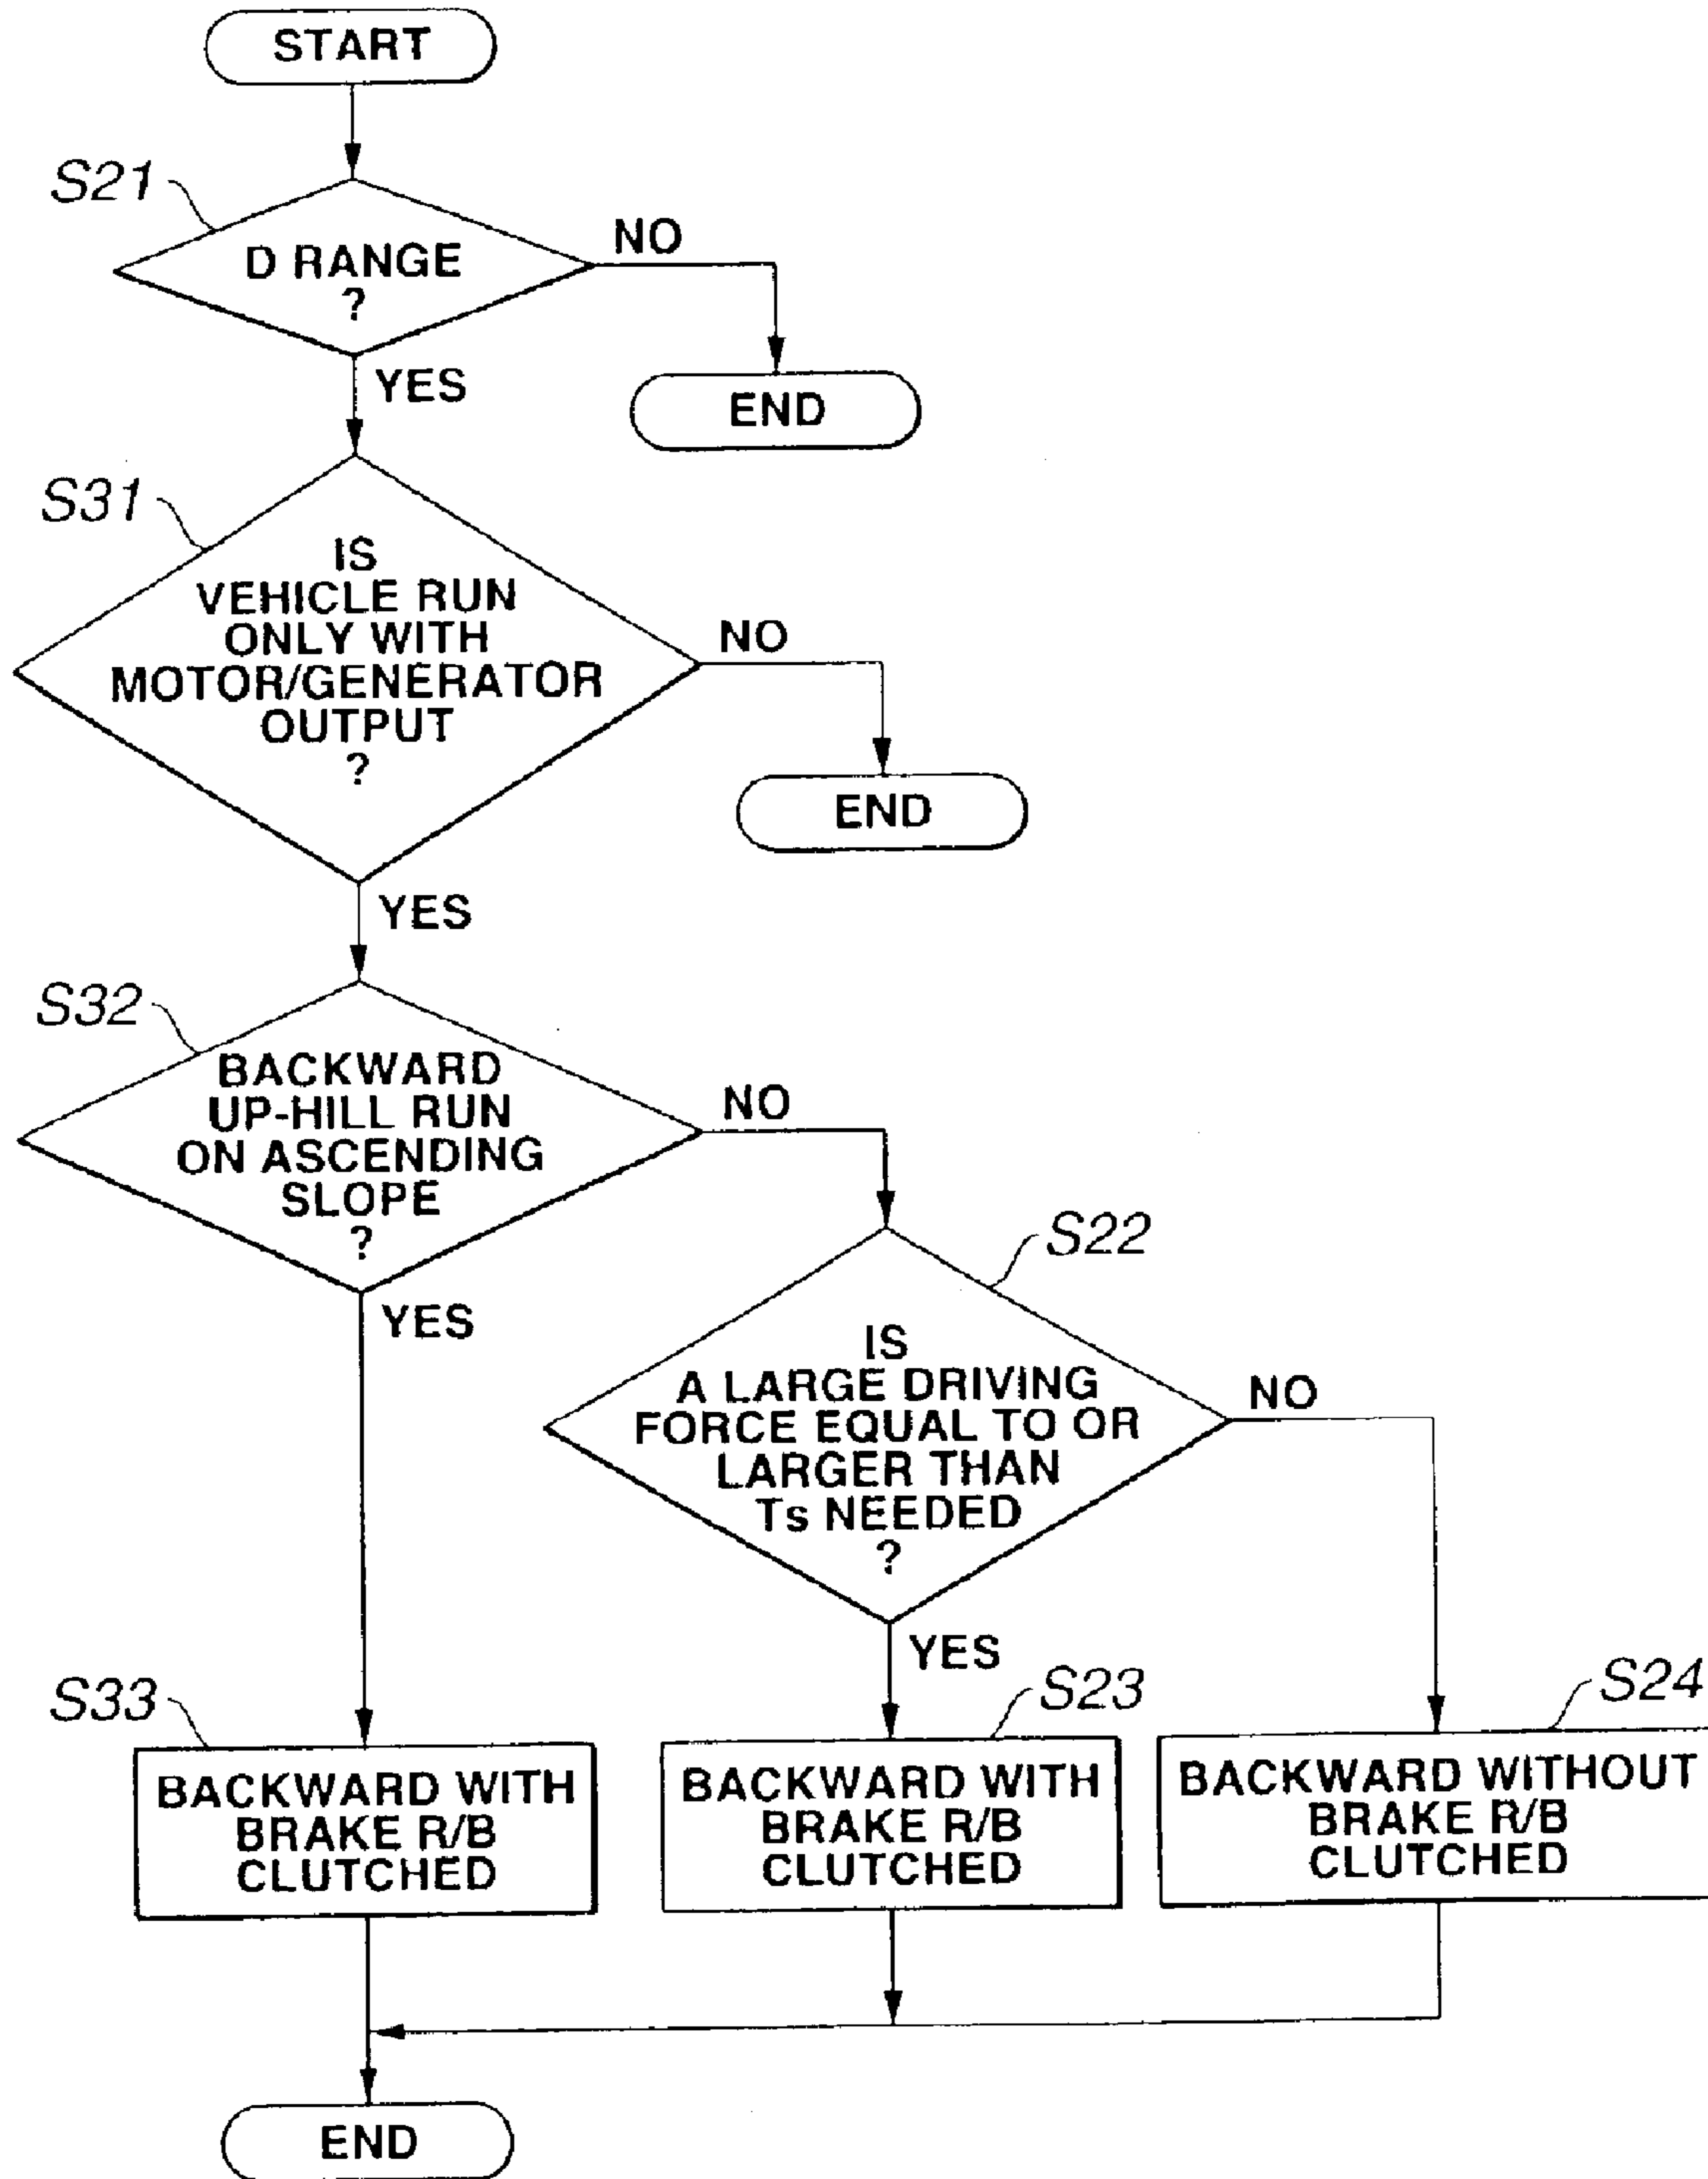 START
S21
D RANGE
?
NO
YES
END
S31
IS
VEHICLE RUN
ONLY WITH
MOTOR/GENERATOR
OUTPUT
?
NO
END
YES
S32
BACKWARD
UP-HILL RUN
ON ASCENDING
SLOPE
?
NO
YES
S22
IS
A LARGE DRIVING
FORCE EQUAL TO OR
LARGER THAN
Ts NEEDED
?
NO
YES
S33
BACKWARD WITH
BRAKE R/B
CLUTCHED
S23
BACKWARD WITH
BRAKE R/B
CLUTCHED
S24
BACKWARD WITHOUT
BRAKE R/B
CLUTCHED
END